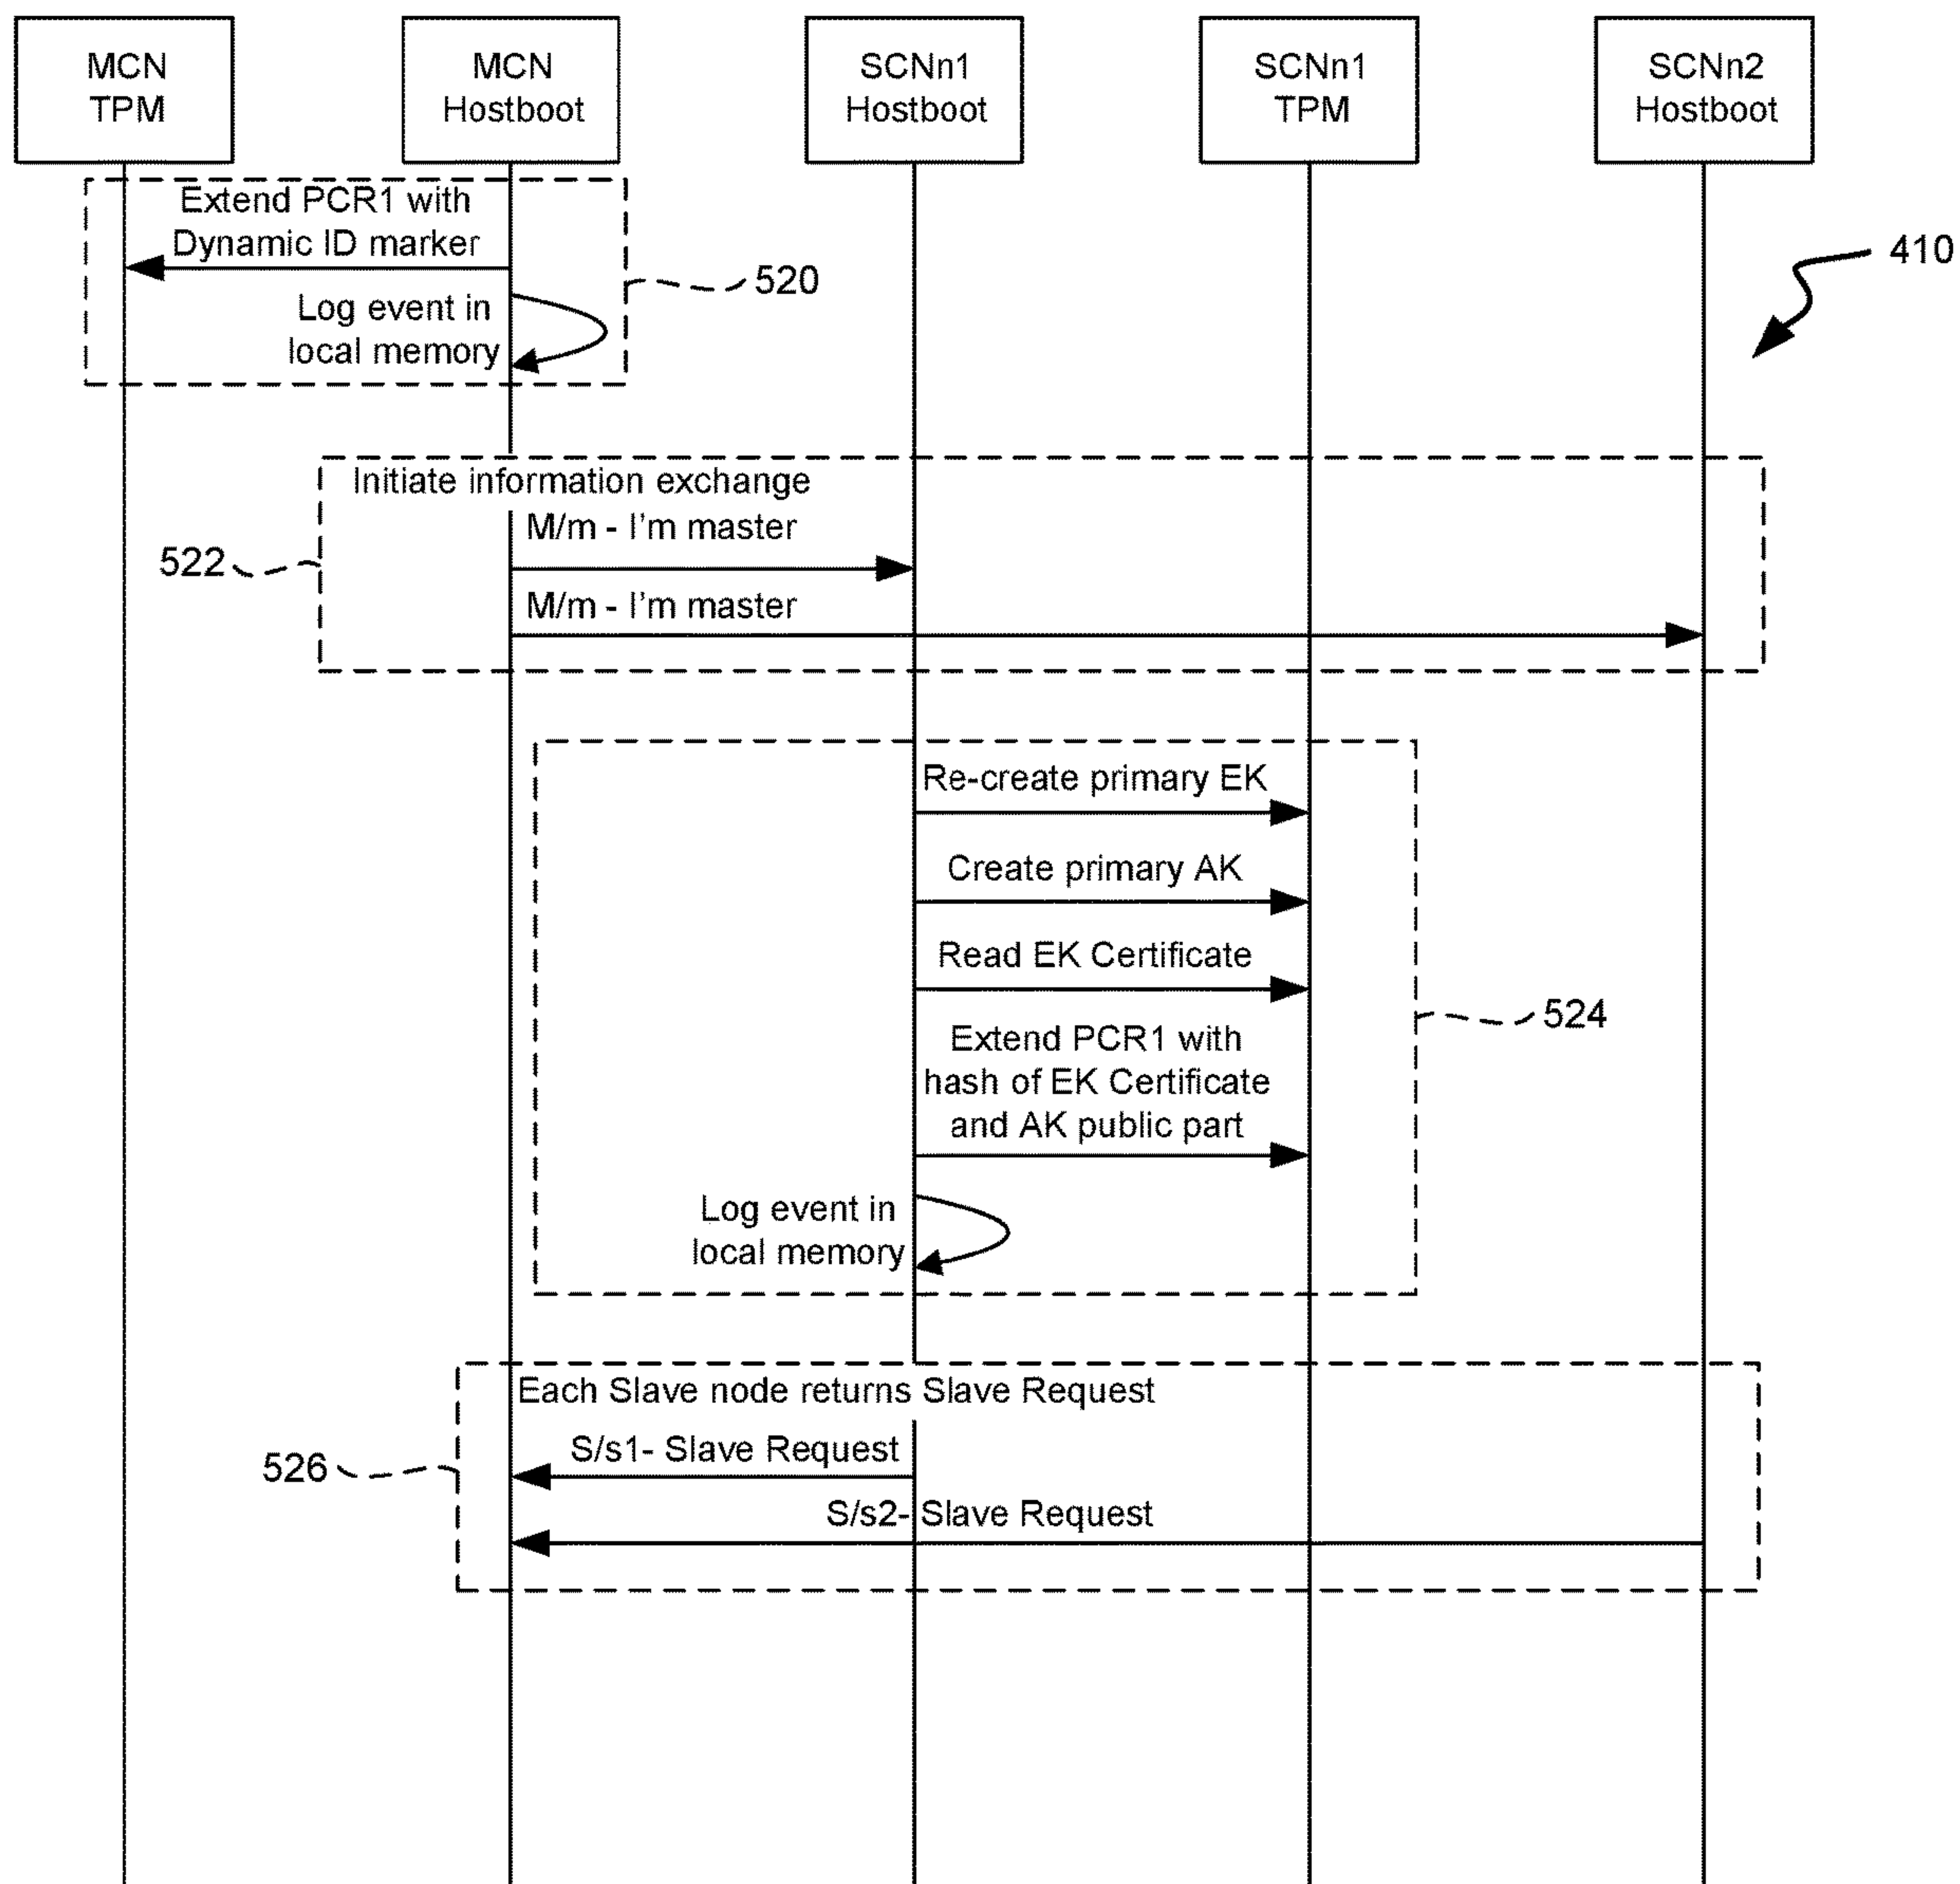 MCN
TPM
MCN
Hostboot
SCNn1
Hostboot
SCNn1
TPM
SCNn2
Hostboot
Extend PCR1 with
Dynamic ID marker
Log event in
local memory
520
410
Initiate information exchange
M/m - I'm master
522
M/m - I'm master
Re-create primary EK
Create primary AK
Read EK Certificate
524
Extend PCR1 with
hash of EK Certificate
and AK public part
Log event in
local memory
Each Slave node returns Slave Request
S/s1- Slave Request
526
S/s2- Slave Request